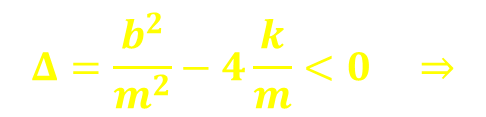 Δ = b²/m² − 4 k/m < 0 ⇒